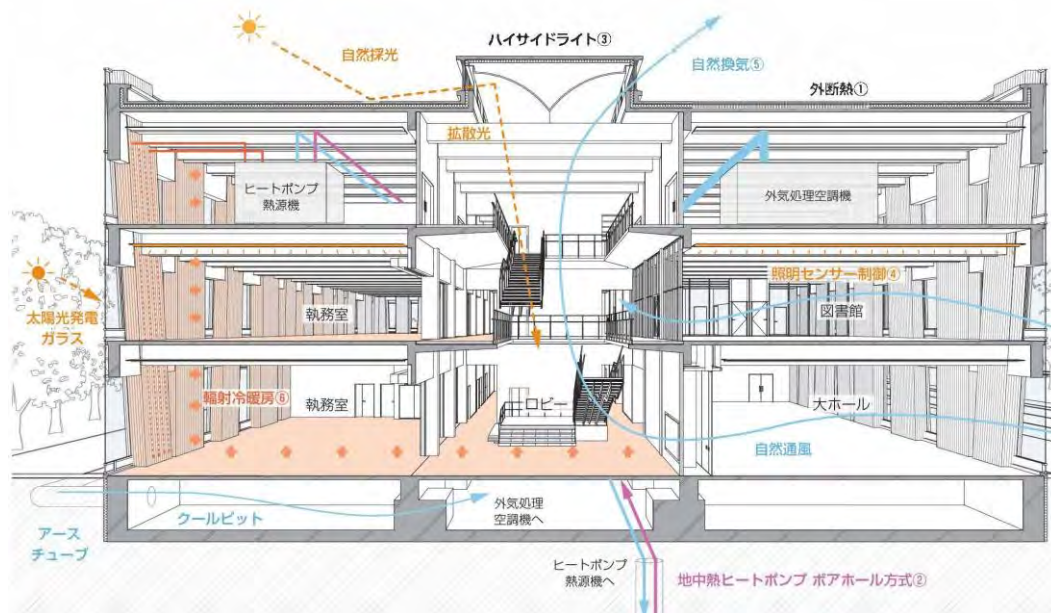 ハイサイドライト③
自然採光
自然換気⑤
外断熱①
拡散光
ヒートポンプ
熱源機
外気処理空調機
照明センサー制御④
太陽光発電
ガラス
執務室
図書館
輻射冷暖房⑥
執務室
ロビー
大ホール
自然通風
クールピット
外気処理
空調機へ
アース
チューブ
ヒートポンプ
熱源機へ
地中熱ヒートポンプ ボアホール方式②